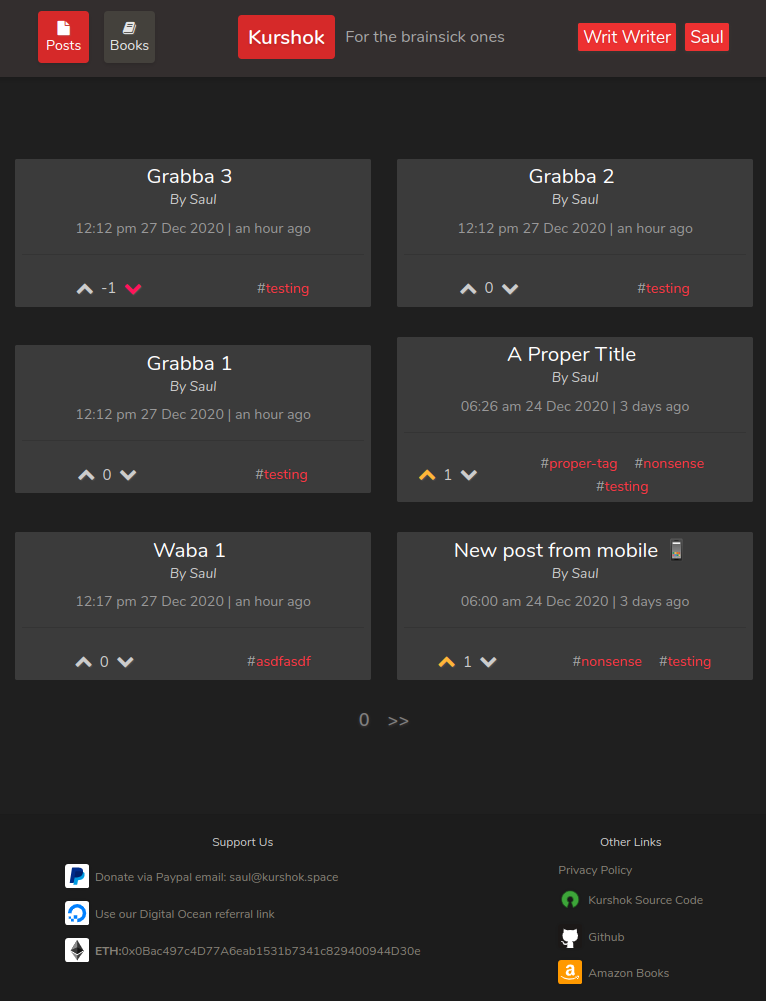 Posts
Books
Kurshok
For the brainsick ones
Writ Writer
Saul
Grabba 3
By Saul
12:12 pm 27 Dec 2020 | an hour ago
-1
#testing
Grabba 2
By Saul
12:12 pm 27 Dec 2020 | an hour ago
0
#testing
Grabba 1
By Saul
12:12 pm 27 Dec 2020 | an hour ago
0
#testing
A Proper Title
By Saul
06:26 am 24 Dec 2020 | 3 days ago
1
#proper-tag #nonsense
#testing
Waba 1
By Saul
12:17 pm 27 Dec 2020 | an hour ago
0
#asdfasdf
New post from mobile
By Saul
06:00 am 24 Dec 2020 | 3 days ago
1
#nonsense #testing
0 >>
Support Us
Donate via Paypal email: saul@kurshok.space
Use our Digital Ocean referral link
ETH:0x0Bac497c4D77A6eab1531b7341c829400944D30e
Other Links
Privacy Policy
Kurshok Source Code
Github
Amazon Books